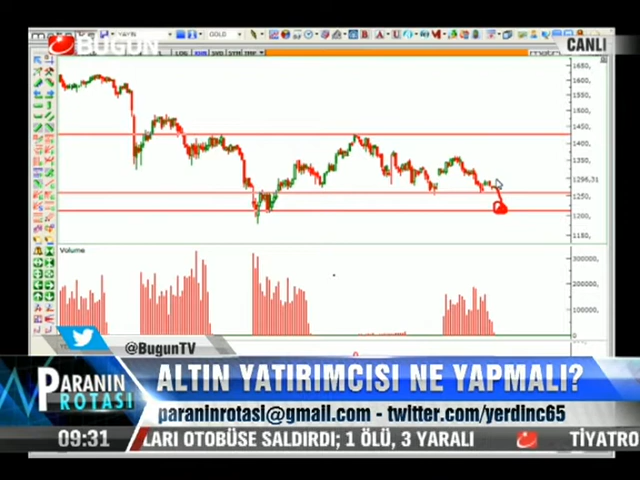 BUGÜN
CANLI
GOLD
1650,
1600,
1550,
1500,
1450,
1400,
1350,
1296,31
1250,
1200,
1150,
Volume
300000,
200000,
100000,
0,
@BugunTV
PARANIN ROTASI
ALTIN YATIRIMCISI NE YAPMALI?
paraninrotasi@gmail.com - twitter.com/yerdinc65
09:31
LARI OTOBÜSE SALDIRDI; 1 ÖLÜ, 3 YARALI
TİYATRO